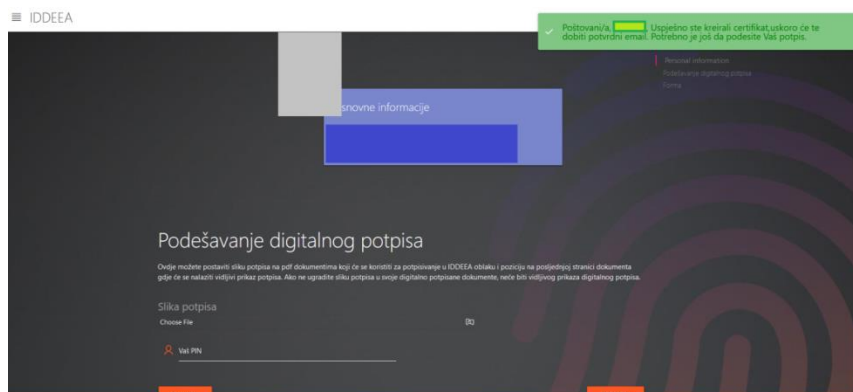 IDDEEA
Poštovani/a, Uspješno ste kreirali certifikat,uskoro će te
dobiti potvrdni email. Potrebno je još da podesite Vaš potpis.
Personal information
Podešavanje digitalnog potpisa
Forma
snovne informacije
Podešavanje digitalnog potpisa
Ovdje možete postaviti sliku potpisa na pdf dokumentima koji će se koristiti za potpisivanje u IDDEEA oblaku i poziciju na posljednjoj stranici dokumenta
gdje će se nalaziti vidljivi prikaz potpisa. Ako ne ugradite sliku potpisa u svoje digitalno potpisane dokumente, neće biti vidljivog prikaza digitalnog potpisa.
Slika potpisa
Choose File
Vaš PIN